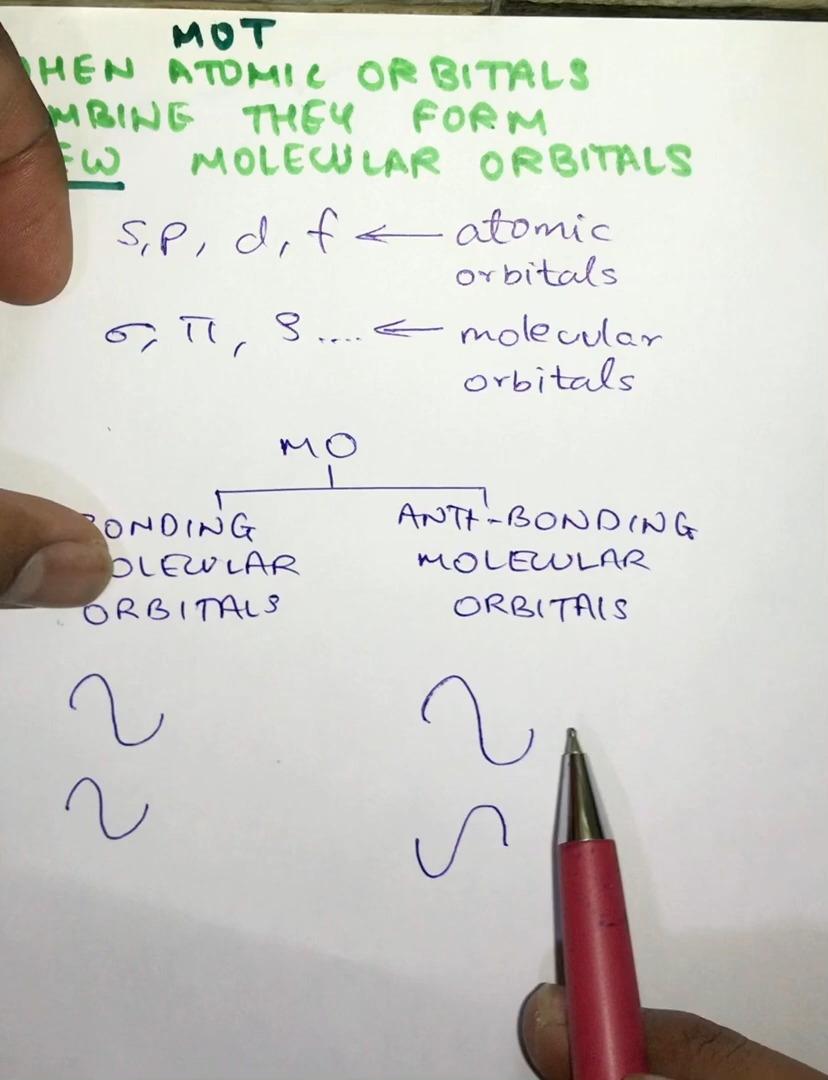 MOT
HEN ATOMIC ORBITALS
MBINE THEY FORM
EW MOLECULAR ORBITALS
s, p, d, f ← atomic
orbitals
σ, π, δ.... ← molecular
orbitals
MO
BONDING
OLECULAR
ORBITALS
ANTI-BONDING
MOLECULAR
ORBITALS